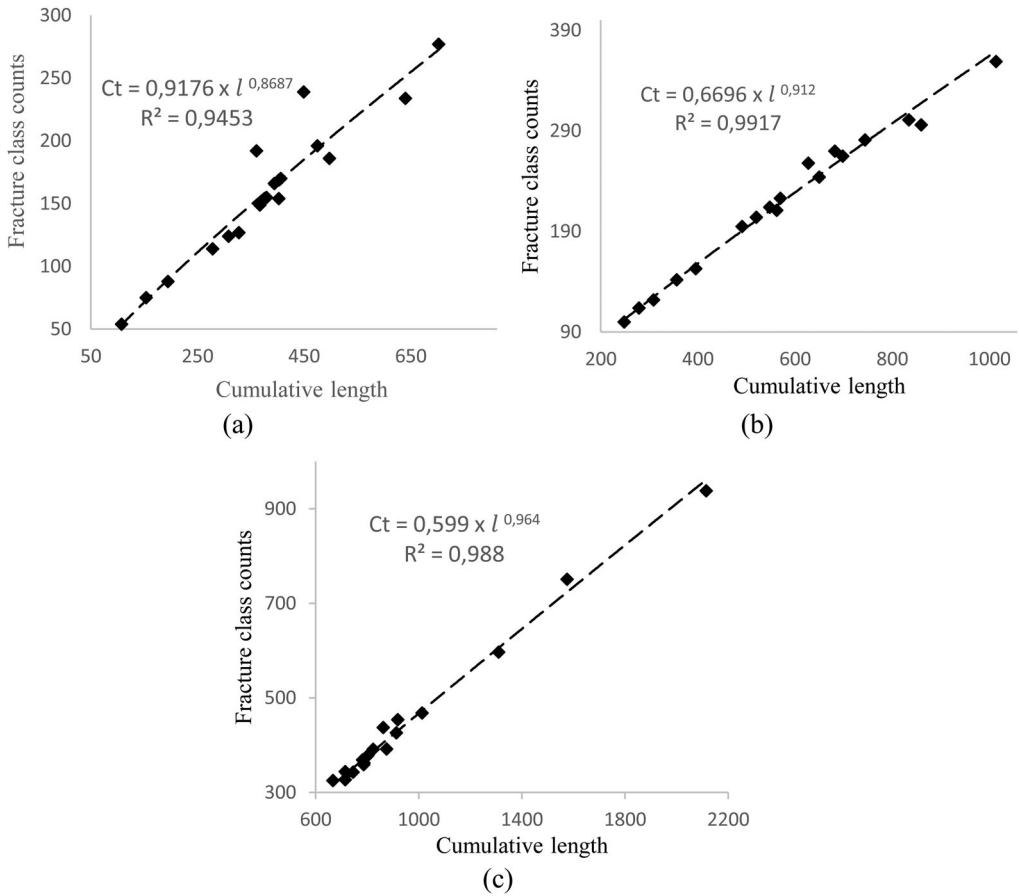 300
250
200
150
100
50
Fracture class counts
Ct = 0,9176 x l 0,8687
R² = 0,9453
50
250
450
650
Cumulative length
(a)
390
290
190
90
Fracture class counts
Ct = 0,6696 x l 0,912
R² = 0,9917
200
400
600
800
1000
Cumulative length
(b)
900
700
500
300
Fracture class counts
Ct = 0,599 x l 0,964
R² = 0,988
600
1000
1400
1800
2200
Cumulative length
(c)